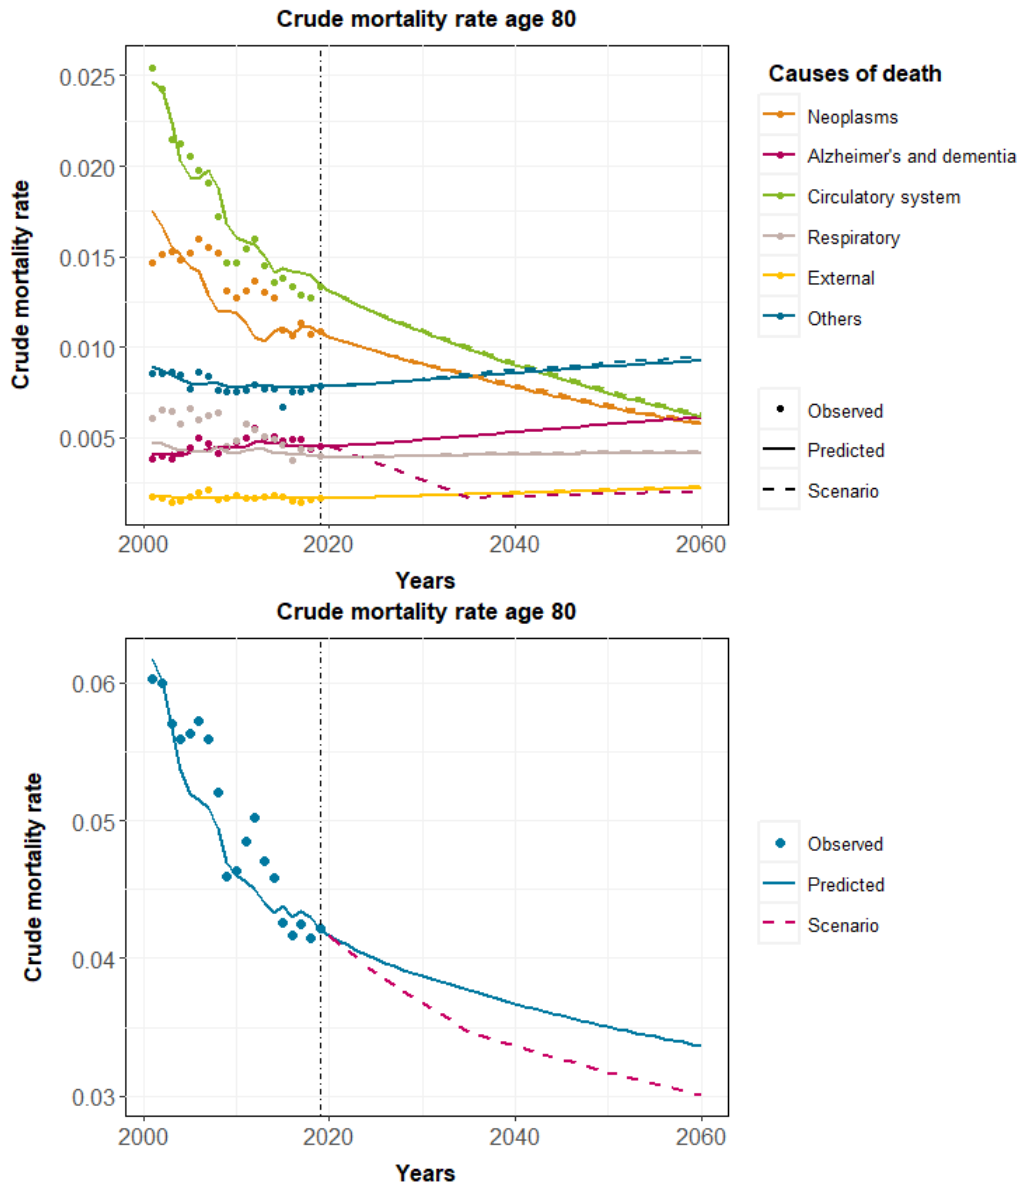 Crude mortality rate age 80
Crude mortality rate
0.025
0.020
0.015
0.010
0.005
2000
2020
2040
2060
Years
Causes of death
Neoplasms
Alzheimer's and dementia
Circulatory system
Respiratory
External
Others
Observed
Predicted
Scenario
Crude mortality rate age 80
Crude mortality rate
0.06
0.05
0.04
0.03
2000
2020
2040
2060
Years
Observed
Predicted
Scenario